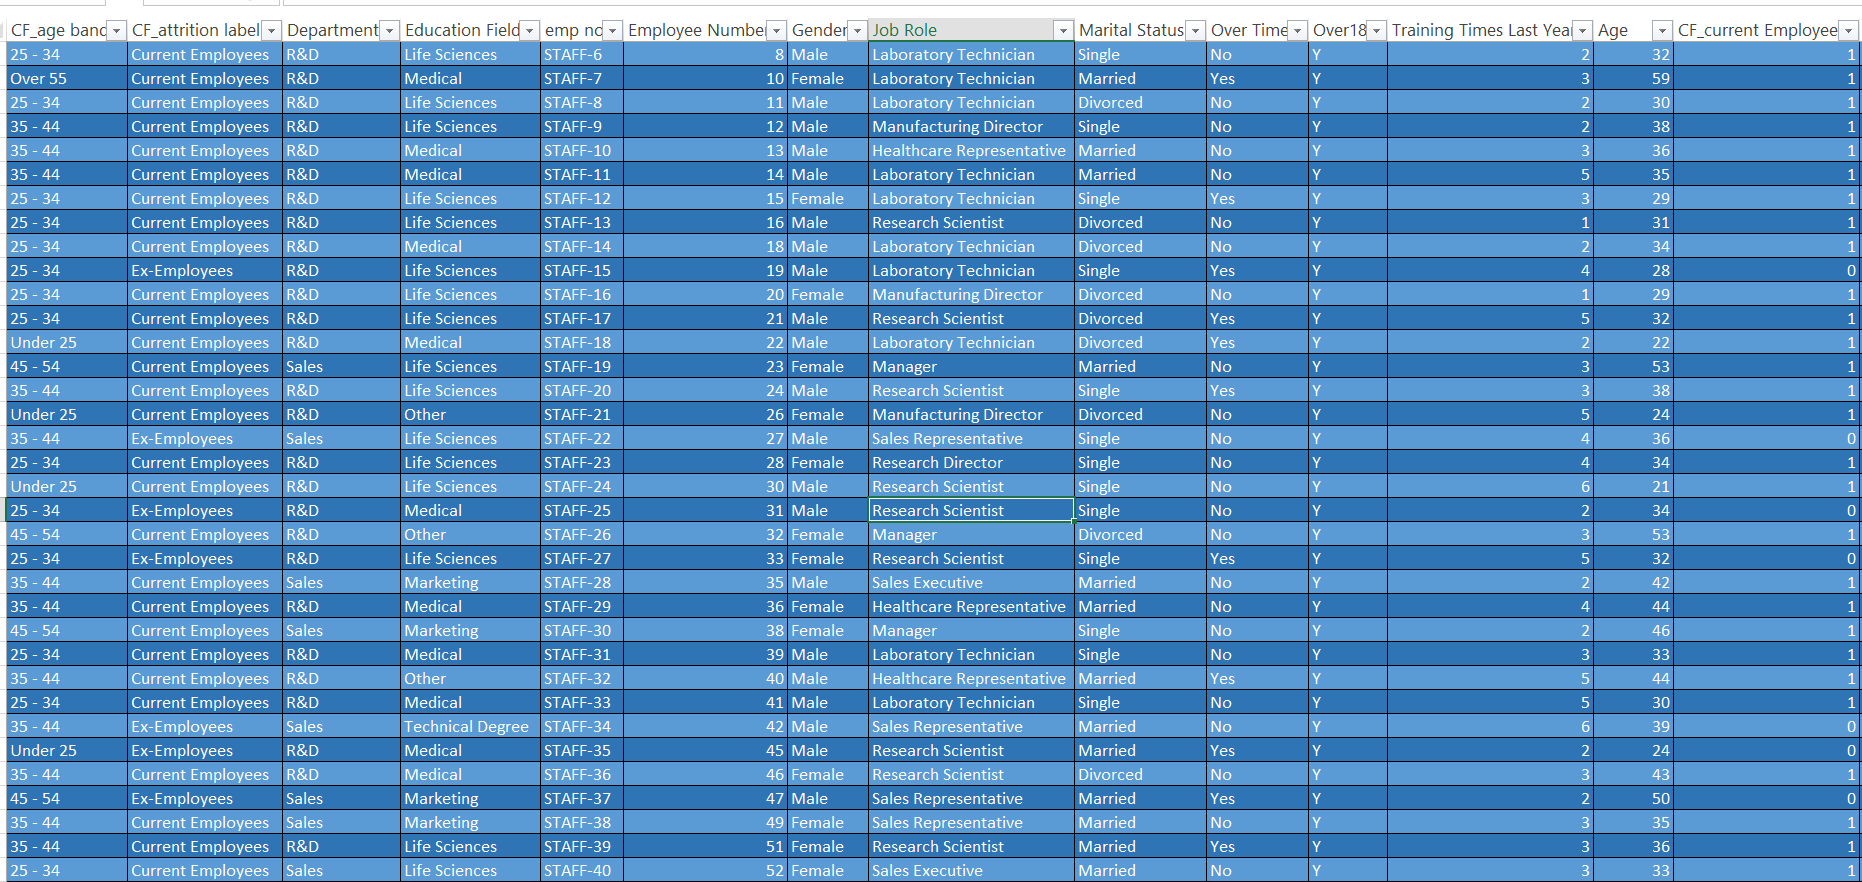 CF_age band CF_attrition label Department Education Field emp no Employee Number Gender Job Role Marital Status Over Time Over18 Training Times Last Year Age CF_current Employee
25 - 34 Current Employees R&D Life Sciences STAFF-6 8 Male Laboratory Technician Single No Y 2 32 1
Over 55 Current Employees R&D Medical STAFF-7 10 Female Laboratory Technician Married Yes Y 3 59 1
25 - 34 Current Employees R&D Life Sciences STAFF-8 11 Male Laboratory Technician Divorced No Y 2 30 1
35 - 44 Current Employees R&D Life Sciences STAFF-9 12 Male Manufacturing Director Single No Y 2 38 1
35 - 44 Current Employees R&D Medical STAFF-10 13 Male Healthcare Representative Married No Y 3 36 1
35 - 44 Current Employees R&D Medical STAFF-11 14 Male Laboratory Technician Married No Y 5 35 1
25 - 34 Current Employees R&D Life Sciences STAFF-12 15 Female Laboratory Technician Single Yes Y 3 29 1
25 - 34 Current Employees R&D Life Sciences STAFF-13 16 Male Research Scientist Divorced No Y 1 31 1
25 - 34 Current Employees R&D Medical STAFF-14 18 Male Laboratory Technician Divorced No Y 2 34 1
25 - 34 Ex-Employees R&D Life Sciences STAFF-15 19 Male Laboratory Technician Single Yes Y 4 28 0
25 - 34 Current Employees R&D Life Sciences STAFF-16 20 Female Manufacturing Director Divorced No Y 1 29 1
25 - 34 Current Employees R&D Life Sciences STAFF-17 21 Male Research Scientist Divorced Yes Y 5 32 1
Under 25 Current Employees R&D Medical STAFF-18 22 Male Laboratory Technician Divorced Yes Y 2 22 1
45 - 54 Current Employees Sales Life Sciences STAFF-19 23 Female Manager Married No Y 3 53 1
35 - 44 Current Employees R&D Life Sciences STAFF-20 24 Male Research Scientist Single Yes Y 3 38 1
Under 25 Current Employees R&D Other STAFF-21 26 Female Manufacturing Director Divorced No Y 5 24 1
35 - 44 Ex-Employees Sales Life Sciences STAFF-22 27 Male Sales Representative Single No Y 4 36 0
25 - 34 Current Employees R&D Life Sciences STAFF-23 28 Female Research Director Single No Y 4 34 1
Under 25 Current Employees R&D Life Sciences STAFF-24 30 Male Research Scientist Single No Y 6 21 1
25 - 34 Ex-Employees R&D Medical STAFF-25 31 Male Research Scientist Single No Y 2 34 0
45 - 54 Current Employees R&D Other STAFF-26 32 Female Manager Divorced No Y 3 53 1
25 - 34 Ex-Employees R&D Life Sciences STAFF-27 33 Female Research Scientist Single Yes Y 5 32 0
35 - 44 Current Employees Sales Marketing STAFF-28 35 Male Sales Executive Married No Y 2 42 1
35 - 44 Current Employees R&D Medical STAFF-29 36 Female Healthcare Representative Married No Y 4 44 1
45 - 54 Current Employees Sales Marketing STAFF-30 38 Female Manager Single No Y 2 46 1
25 - 34 Current Employees R&D Medical STAFF-31 39 Male Laboratory Technician Single No Y 3 33 1
35 - 44 Current Employees R&D Other STAFF-32 40 Male Healthcare Representative Married Yes Y 5 44 1
25 - 34 Current Employees R&D Medical STAFF-33 41 Male Laboratory Technician Single No Y 5 30 1
35 - 44 Ex-Employees Sales Technical Degree STAFF-34 42 Male Sales Representative Married No Y 6 39 0
Under 25 Ex-Employees R&D Medical STAFF-35 45 Male Research Scientist Married Yes Y 2 24 0
35 - 44 Current Employees R&D Medical STAFF-36 46 Female Research Scientist Divorced No Y 3 43 1
45 - 54 Ex-Employees Sales Marketing STAFF-37 47 Male Sales Representative Married Yes Y 2 50 0
35 - 44 Current Employees Sales Marketing STAFF-38 49 Female Sales Representative Married No Y 3 35 1
35 - 44 Current Employees R&D Life Sciences STAFF-39 51 Female Research Scientist Married Yes Y 3 36 1
25 - 34 Current Employees Sales Life Sciences STAFF-40 52 Female Sales Executive Married No Y 3 33 1